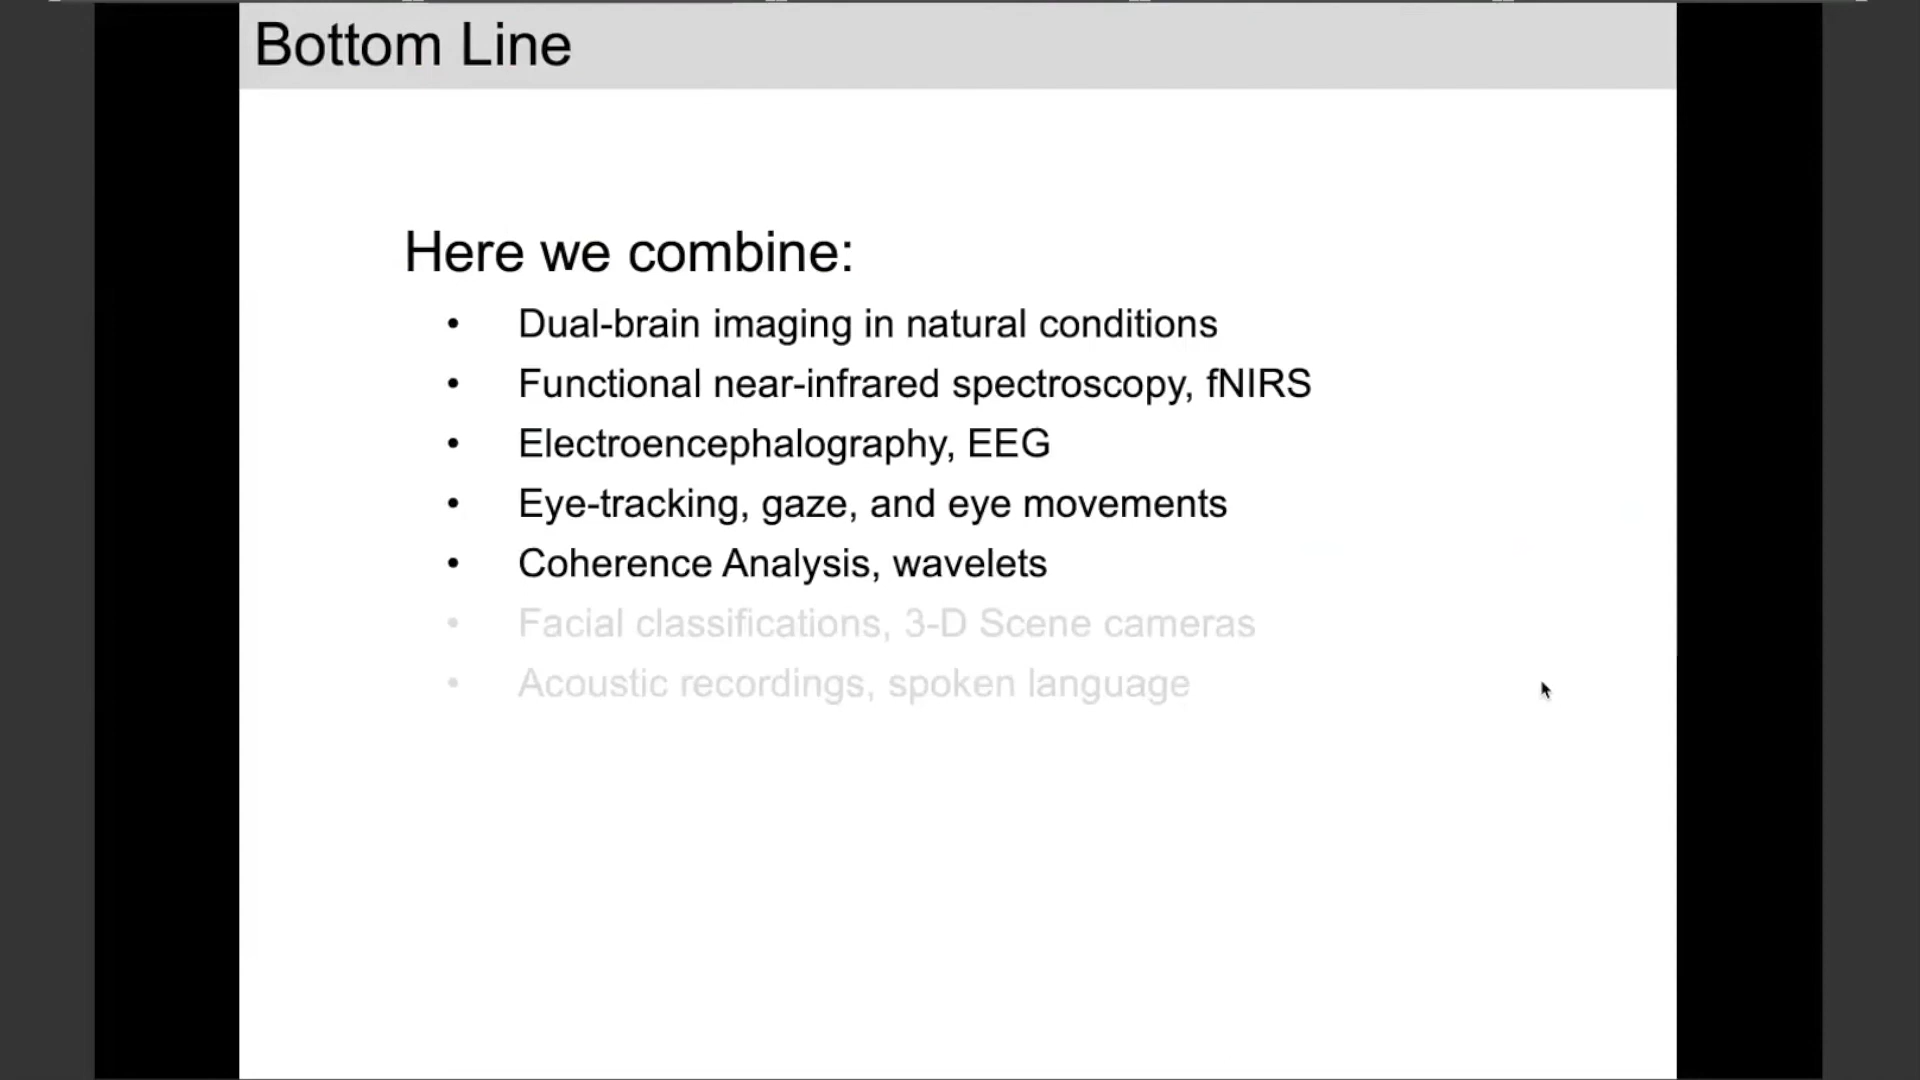 Bottom Line
Here we combine:
• Dual-brain imaging in natural conditions
• Functional near-infrared spectroscopy, fNIRS
• Electroencephalography, EEG
• Eye-tracking, gaze, and eye movements
• Coherence Analysis, wavelets
• Facial classifications, 3-D Scene cameras
• Acoustic recordings, spoken language